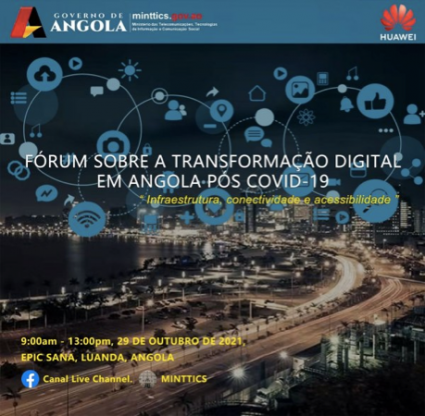 GOVERNO DE
ANGOLA
minttics.gov.ao
Ministério das Telecomunicações, Tecnologias
de Informação e Comunicação Social
HUAWEI
FÓRUM SOBRE A TRANSFORMAÇÃO DIGITAL
EM ANGOLA PÓS COVID-19
“ Infraestrutura, conectividade e acessibilidade ”
9:00am - 13:00pm, 29 DE OUTUBRO DE 2021,
EPIC SANA, LUANDA, ANGOLA
Canal Live Channel. MINTTICS